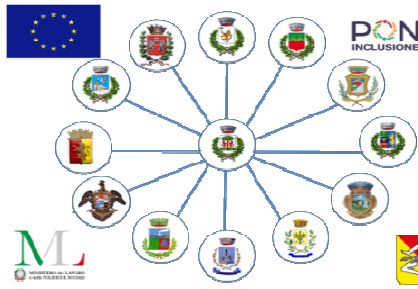 PON
INCLUSIONE
ML
MINISTERO del LAVORO
e delle POLITICHE SOCIALI